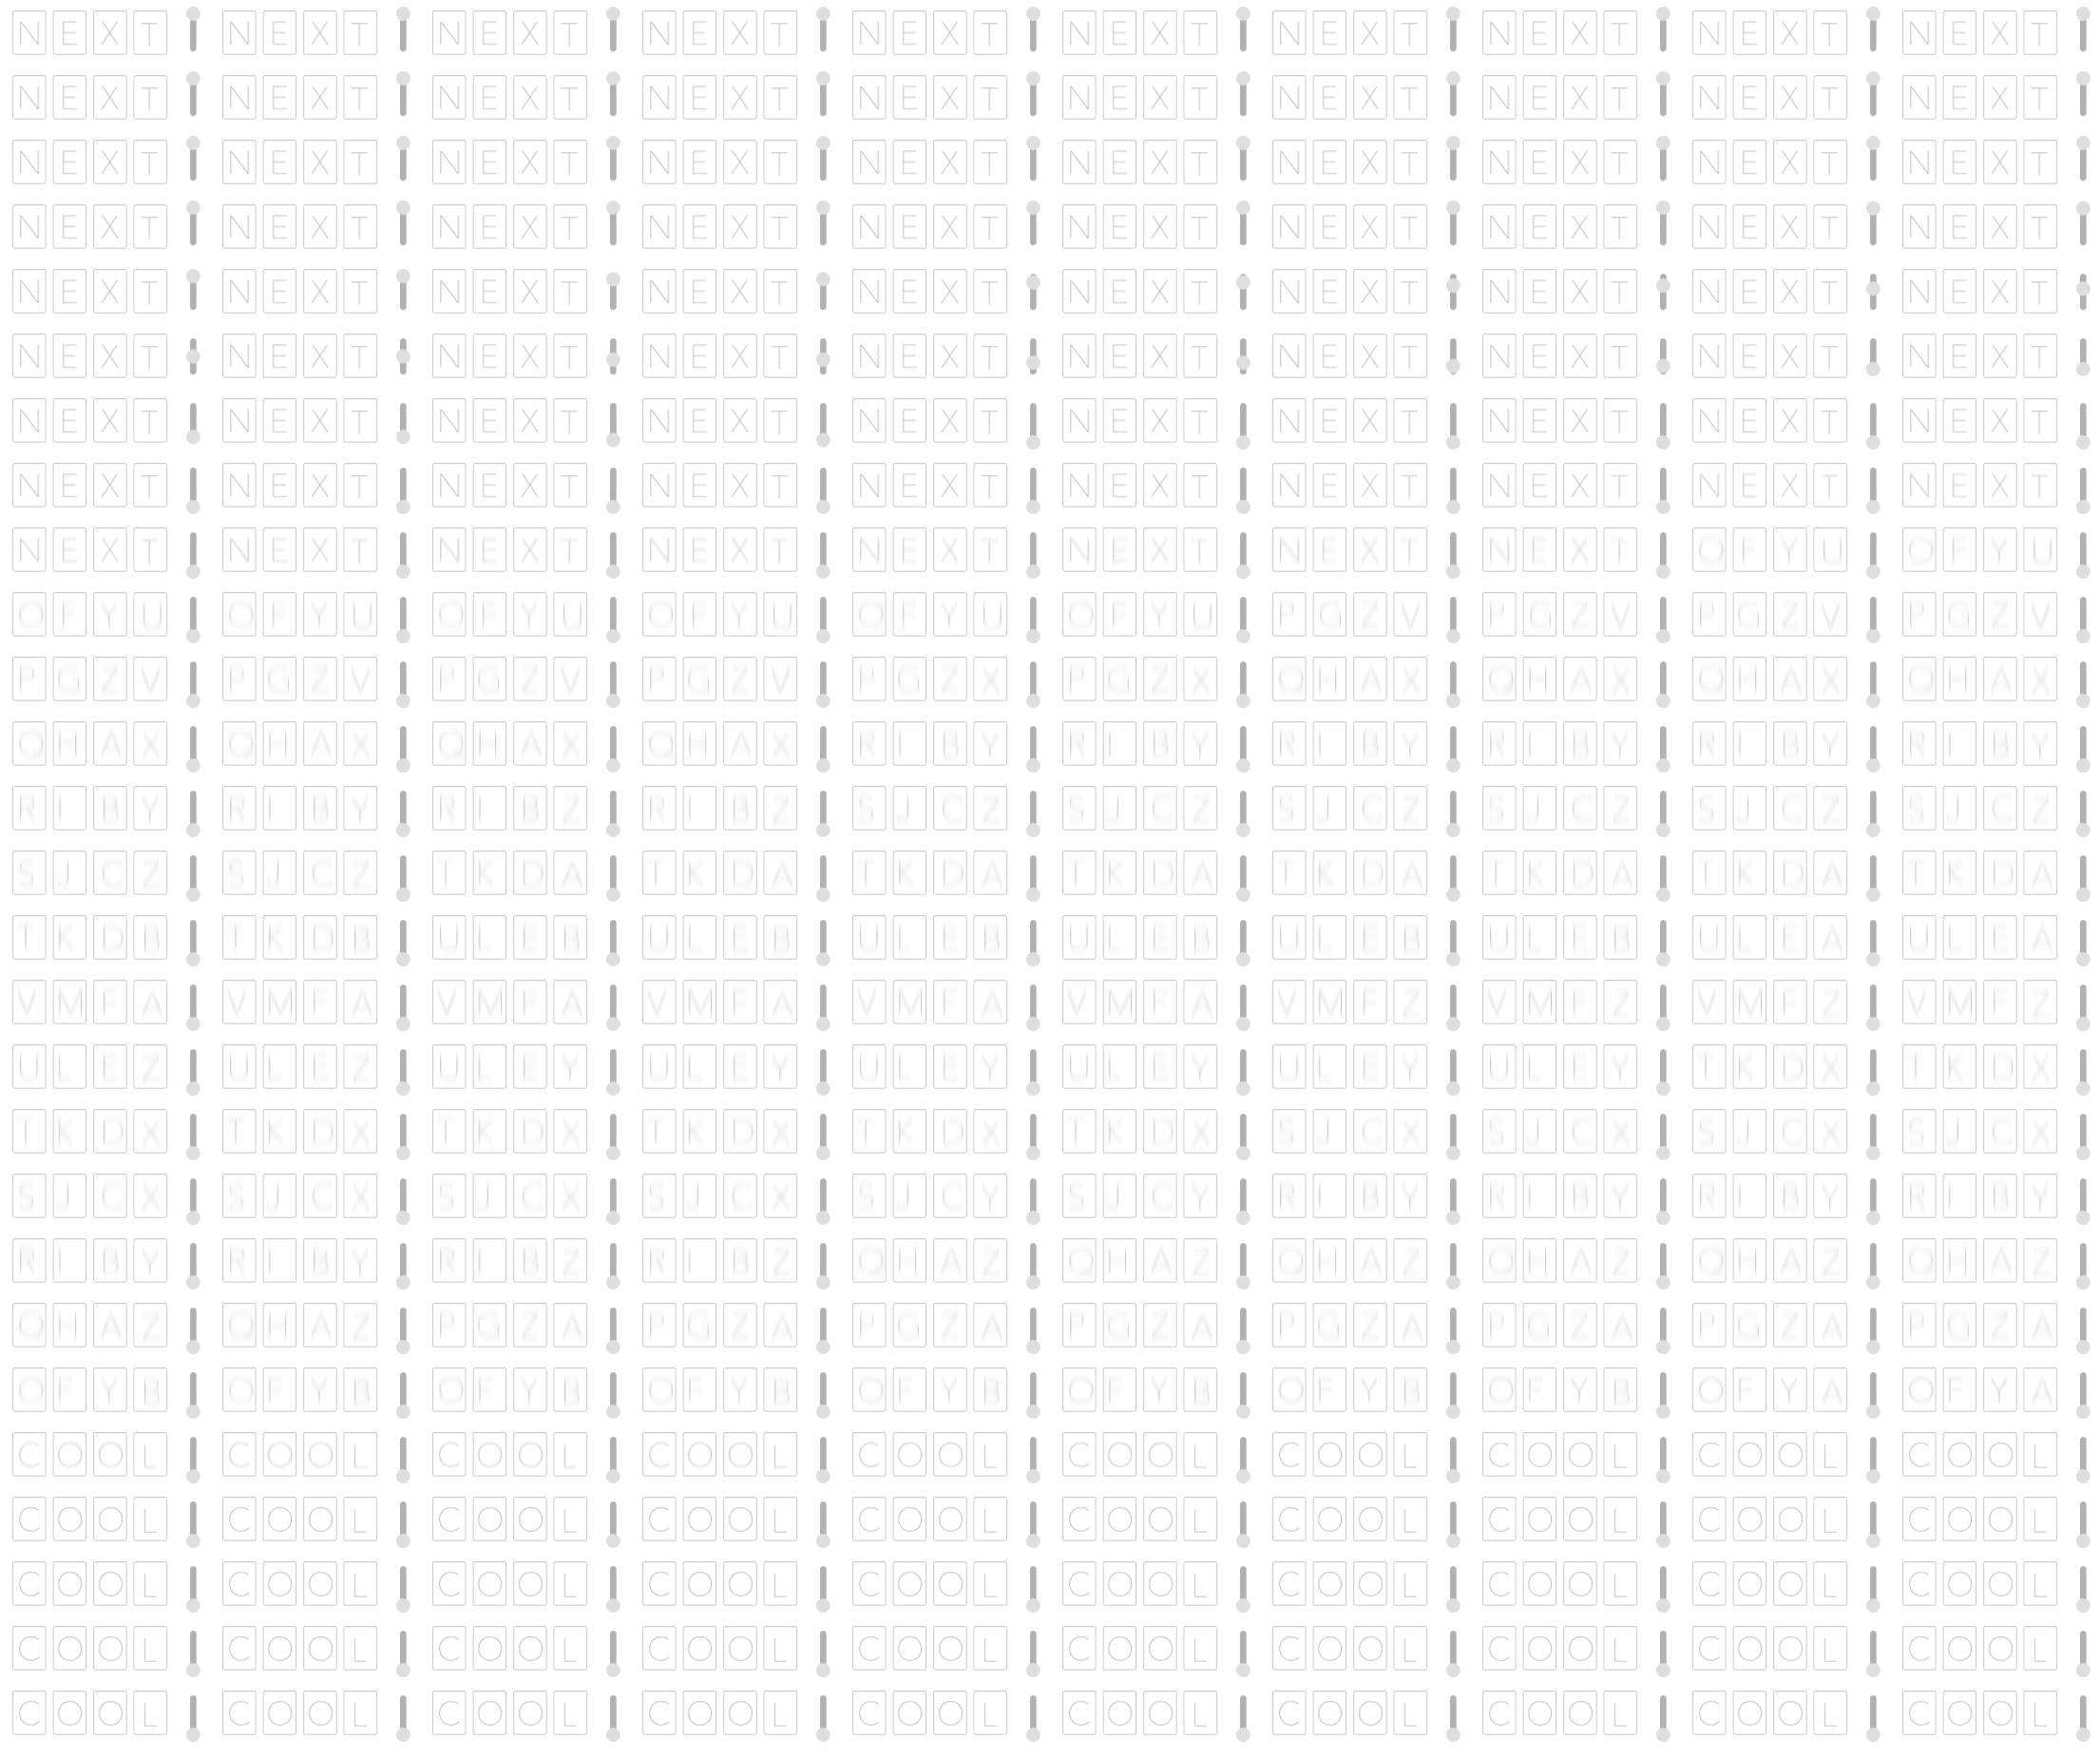 NEXT NEXT NEXT NEXT NEXT NEXT NEXT NEXT NEXT NEXT
NEXT NEXT NEXT NEXT NEXT NEXT NEXT NEXT NEXT NEXT
NEXT NEXT NEXT NEXT NEXT NEXT NEXT NEXT NEXT NEXT
NEXT NEXT NEXT NEXT NEXT NEXT NEXT NEXT NEXT NEXT
NEXT NEXT NEXT NEXT NEXT NEXT NEXT NEXT NEXT NEXT
NEXT NEXT NEXT NEXT NEXT NEXT NEXT NEXT NEXT NEXT
NEXT NEXT NEXT NEXT NEXT NEXT NEXT NEXT NEXT NEXT
NEXT NEXT NEXT NEXT NEXT NEXT NEXT NEXT NEXT NEXT
NEXT NEXT NEXT NEXT NEXT NEXT NEXT NEXT OFYU OFYU
OFYU OFYU OFYU OFYU OFYU OFYU PGZV PGZV PGZV PGZV
PGZV PGZV PGZV PGZV PGZX PGZX QHAX QHAX QHAX QHAX
QHAX QHAX QHAX QHAX RIBY RIBY RIBY RIBY RIBY RIBY
RIBY RIBY RIBZ RIBZ SJCZ SJCZ SJCZ SJCZ SJCZ SJCZ
SJCZ SJCZ TKDA TKDA TKDA TKDA TKDA TKDA TKDA TKDA
TKDB TKDB ULEB ULEB ULEB ULEB ULEB ULEB ULEA ULEA
VMFA VMFA VMFA VMFA VMFA VMFA VMFZ VMFZ VMFZ VMFZ
ULEZ ULEZ ULEY ULEY ULEY ULEY ULEY ULEY TKDX TKDX
TKDX TKDX TKDX TKDX TKDX TKDX SJCX SJCX SJCX SJCX
SJCX SJCX SJCX SJCX SJCY SJCY RIBY RIBY RIBY RIBY
RIBY RIBY RIBZ RIBZ QHAZ QHAZ QHAZ QHAZ QHAZ QHAZ
QHAZ QHAZ PGZA PGZA PGZA PGZA PGZA PGZA PGZA PGZA
OFYB OFYB OFYB OFYB OFYB OFYB OFYB OFYB OFYA OFYA
COOL COOL COOL COOL COOL COOL COOL COOL COOL COOL
COOL COOL COOL COOL COOL COOL COOL COOL COOL COOL
COOL COOL COOL COOL COOL COOL COOL COOL COOL COOL
COOL COOL COOL COOL COOL COOL COOL COOL COOL COOL
COOL COOL COOL COOL COOL COOL COOL COOL COOL COOL